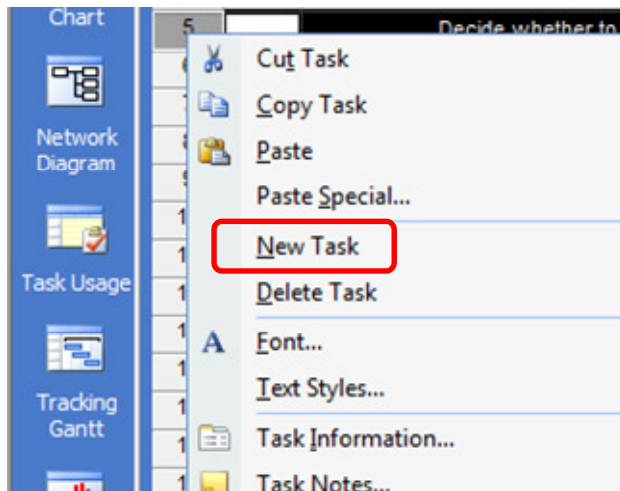 Chart
Network
Diagram
Task Usage
Tracking
Gantt
5 Decide whether to
Cut Task
Copy Task
Paste
Paste Special...
New Task
Delete Task
Font...
Text Styles...
Task Information...
Task Notes...